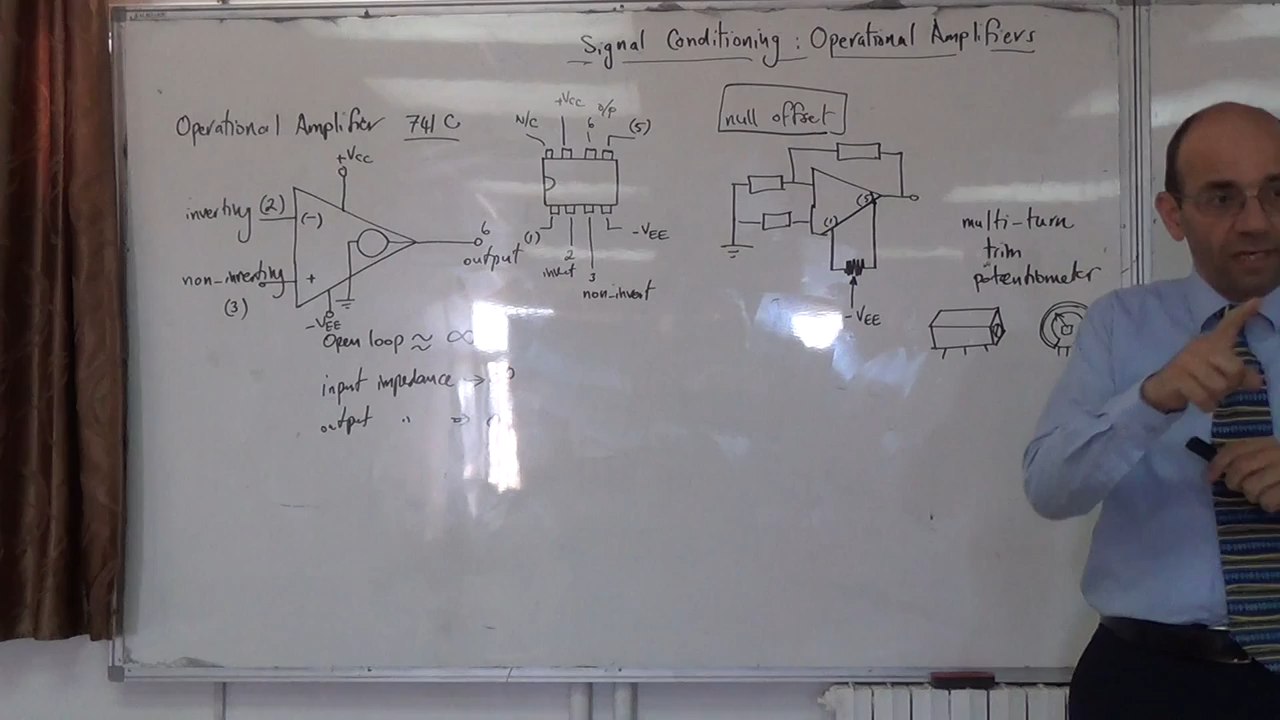 Signal Conditioning : Operational Amplifiers
Operational Amplifier 741 C
+VCC
inverting (2)
(-)
non-inverting
(3)
+
-VEE
6
output
Open loop ≈ ∞
input impedance →
output " ⇒
N/C
+VCC
6
O/P
(5)
(1)
2
invert
3
non-invert
-VEE
null offset
(1)
(5)
-VEE
multi-turn
trim
potentiometer